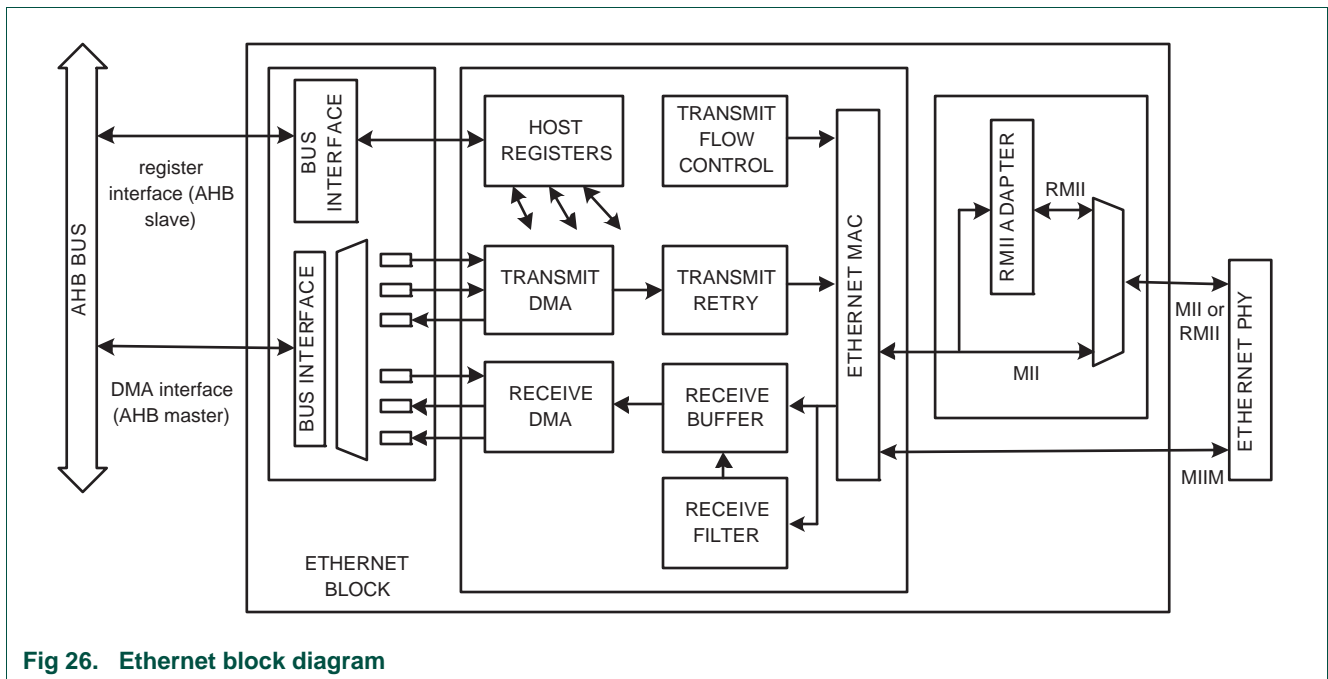 AHB BUS
register
interface (AHB
slave)
DMA interface
(AHB master)
BUS
INTERFACE
BUS INTERFACE
ETHERNET
BLOCK
HOST
REGISTERS
TRANSMIT
FLOW
CONTROL
TRANSMIT
DMA
TRANSMIT
RETRY
RECEIVE
DMA
RECEIVE
BUFFER
RECEIVE
FILTER
ETHERNET MAC
RMII ADAPTER
RMII
MII
MII or
RMII
MIIM
ETHERNET PHY
Fig 26. Ethernet block diagram